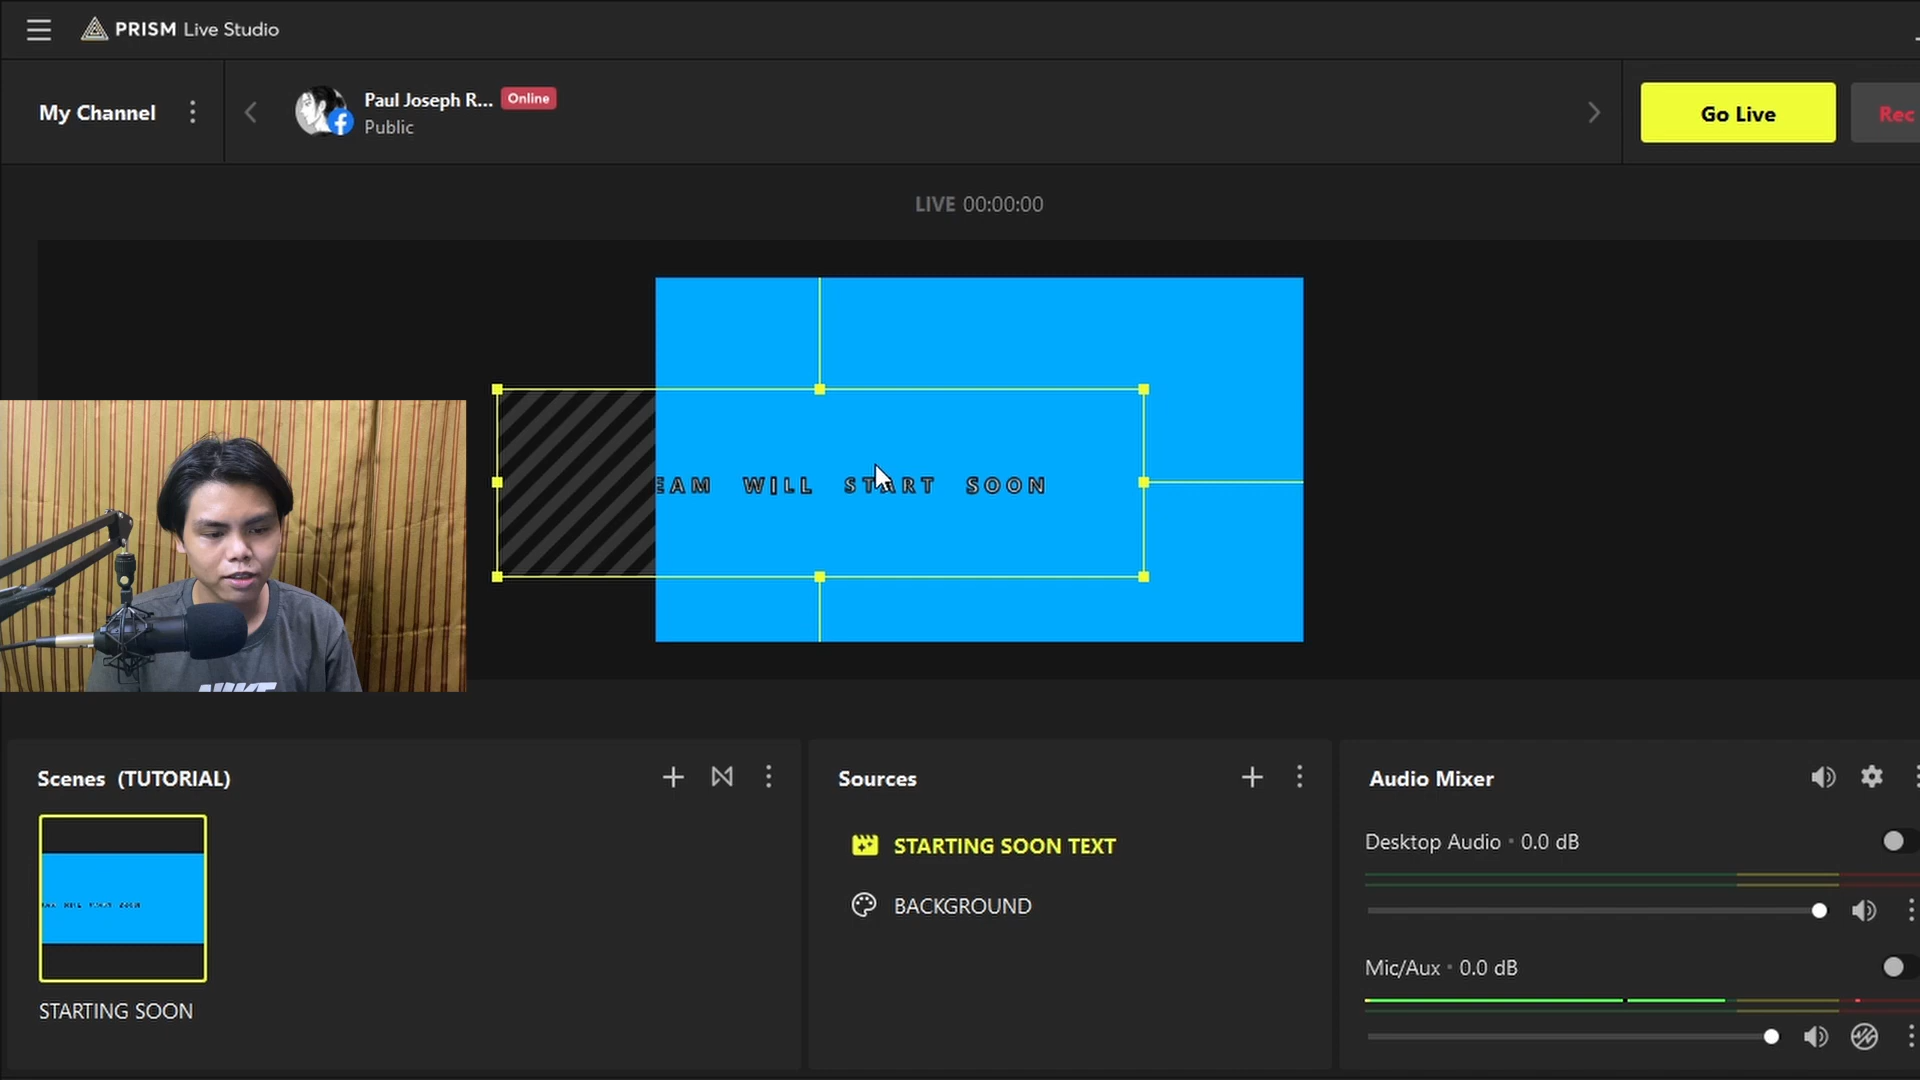 PRISM Live Studio
My Channel
Paul Joseph R... Online
Public
Go Live
Rec
LIVE 00:00:00
EAM WILL START SOON
NIKE
Scenes (TUTORIAL)
STARTING SOON
Sources
STARTING SOON TEXT
BACKGROUND
Audio Mixer
Desktop Audio • 0.0 dB
Mic/Aux • 0.0 dB